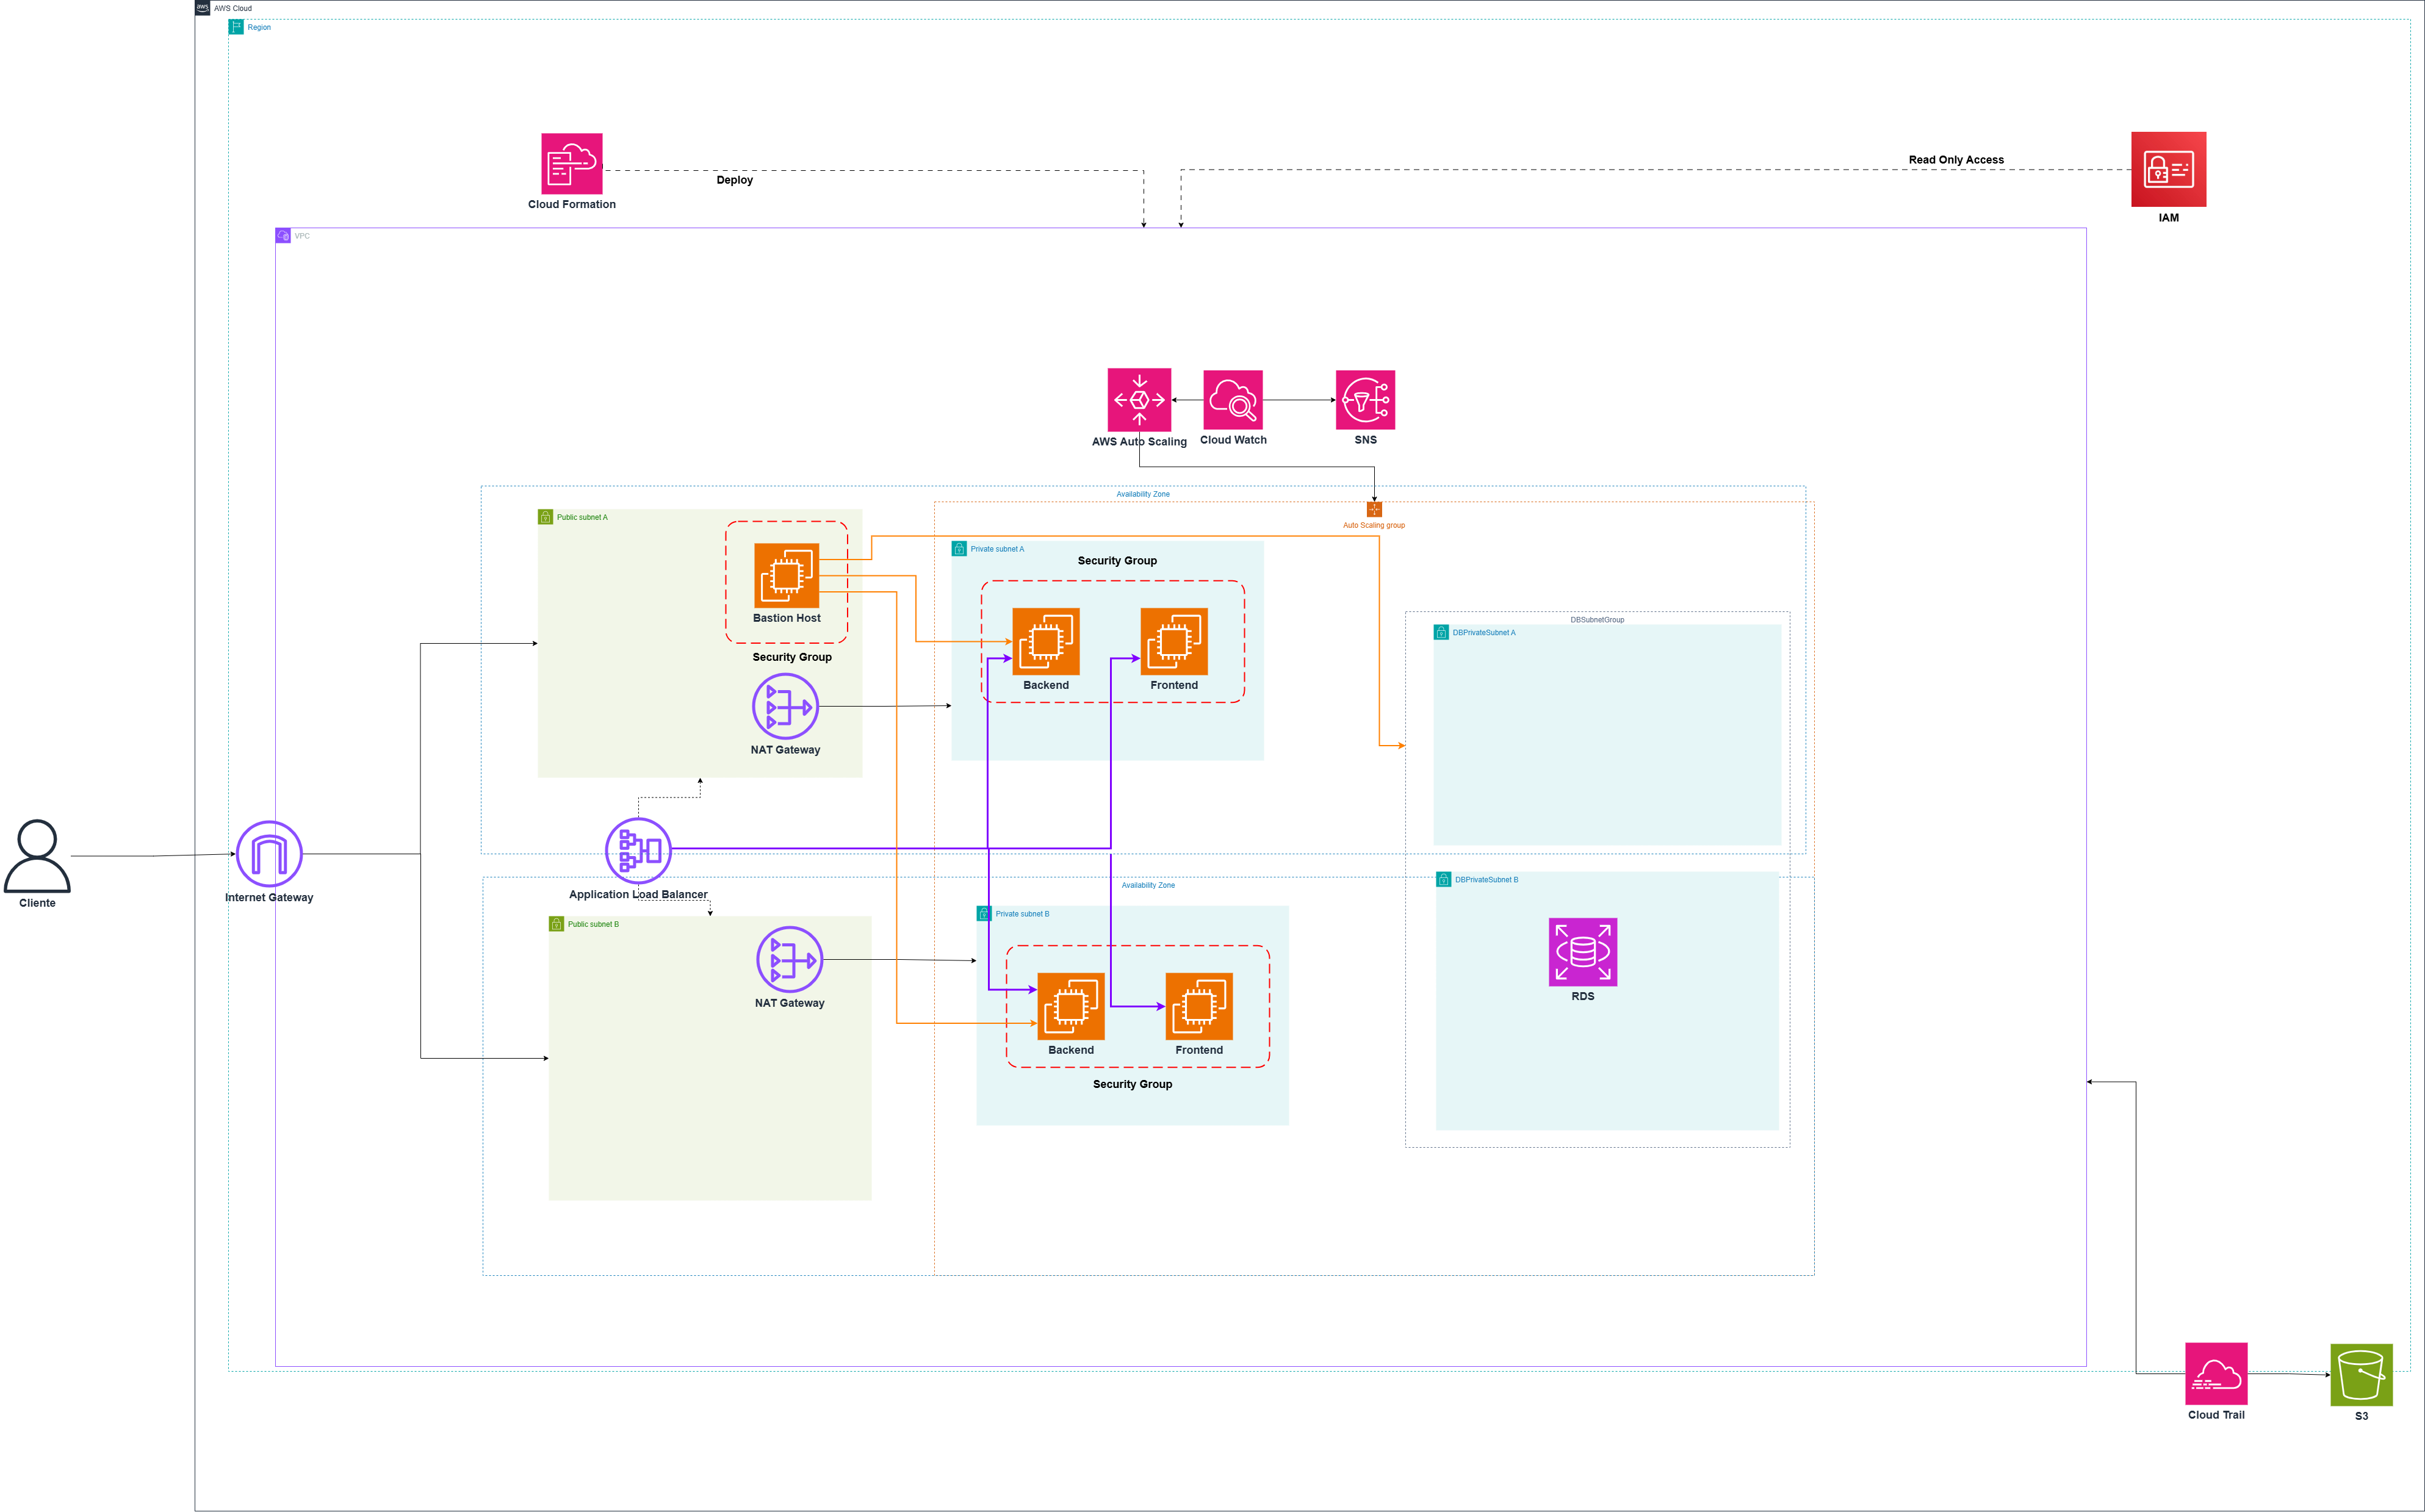 aws
AWS Cloud
Region
Cloud Formation
Deploy
Read Only Access
IAM
VPC
AWS Auto Scaling
Cloud Watch
SNS
Availability Zone
Auto Scaling group
Public subnet A
Bastion Host
Security Group
NAT Gateway
Private subnet A
Security Group
Backend
Frontend
DBSubnetGroup
DBPrivateSubnet A
Cliente
Internet Gateway
Application Load Balancer
Availability Zone
Public subnet B
NAT Gateway
Private subnet B
Backend
Frontend
Security Group
DBPrivateSubnet B
RDS
Cloud Trail
S3